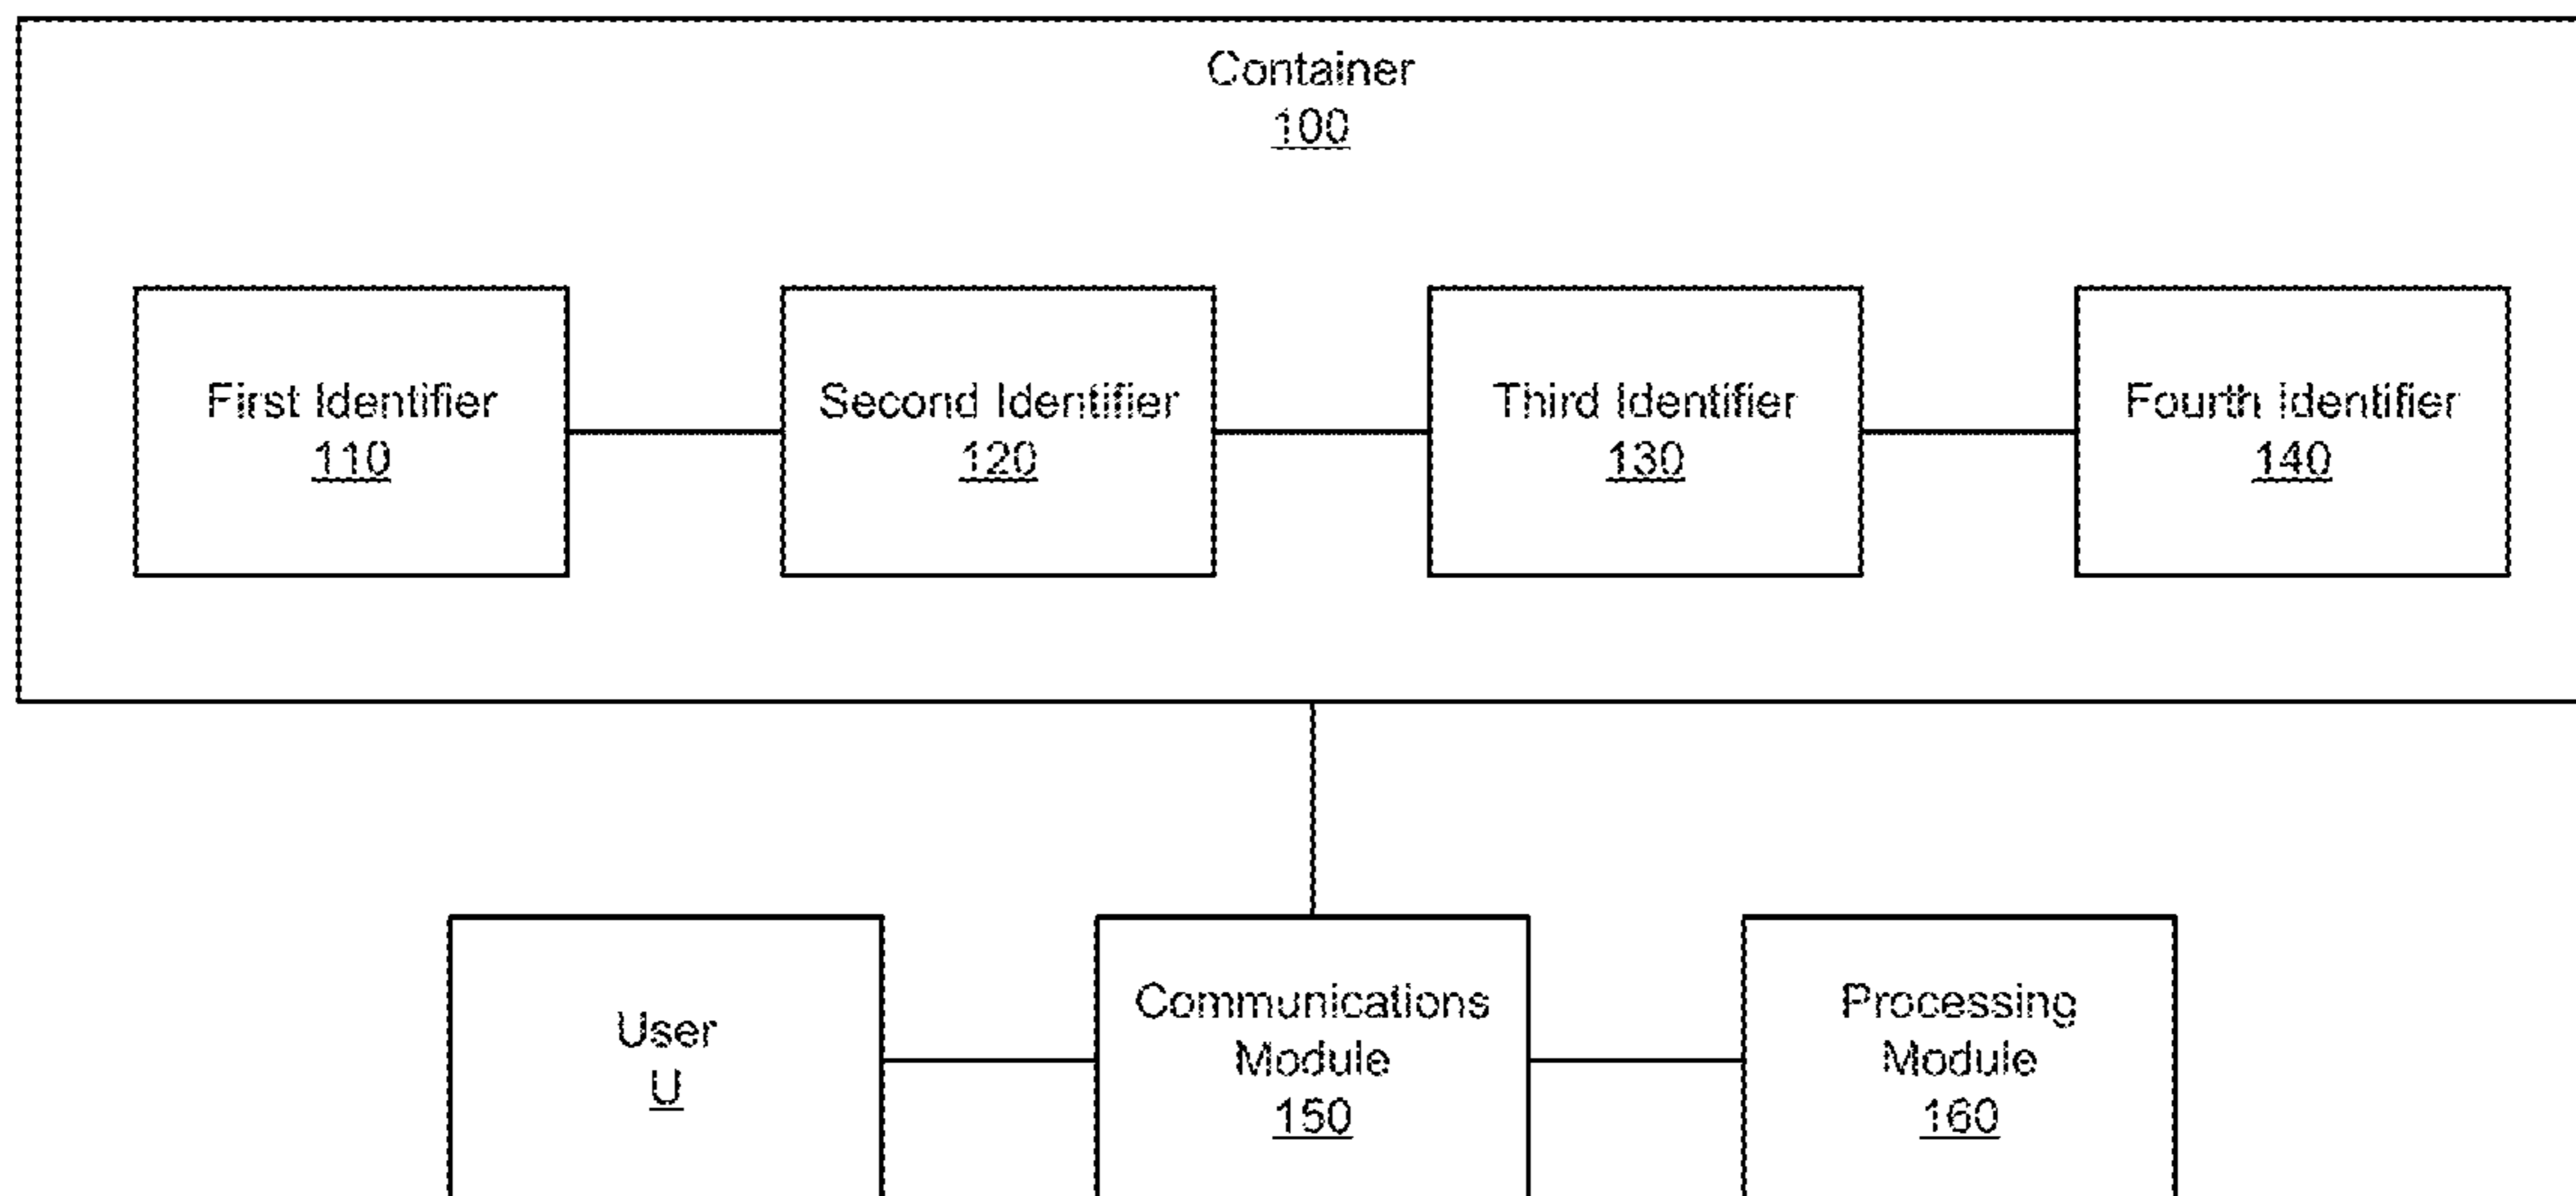 Container
100
First Identifier
110
Second Identifier
120
Third Identifier
130
Fourth Identifier
140
User
U
Communications
Module
150
Processing
Module
160